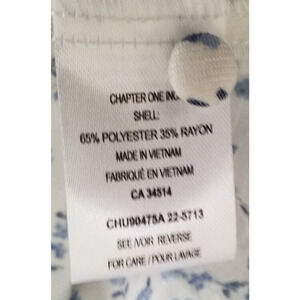 CHAPTER ONE INC
SHELL:
65% POLYESTER 35% RAYON
MADE IN VIETNAM
FABRIQUÉ EN VIETNAM
CA 34514
CHU90475A 22-5713
SEE /VOIR REVERSE
FOR CARE / POUR LAVAGE